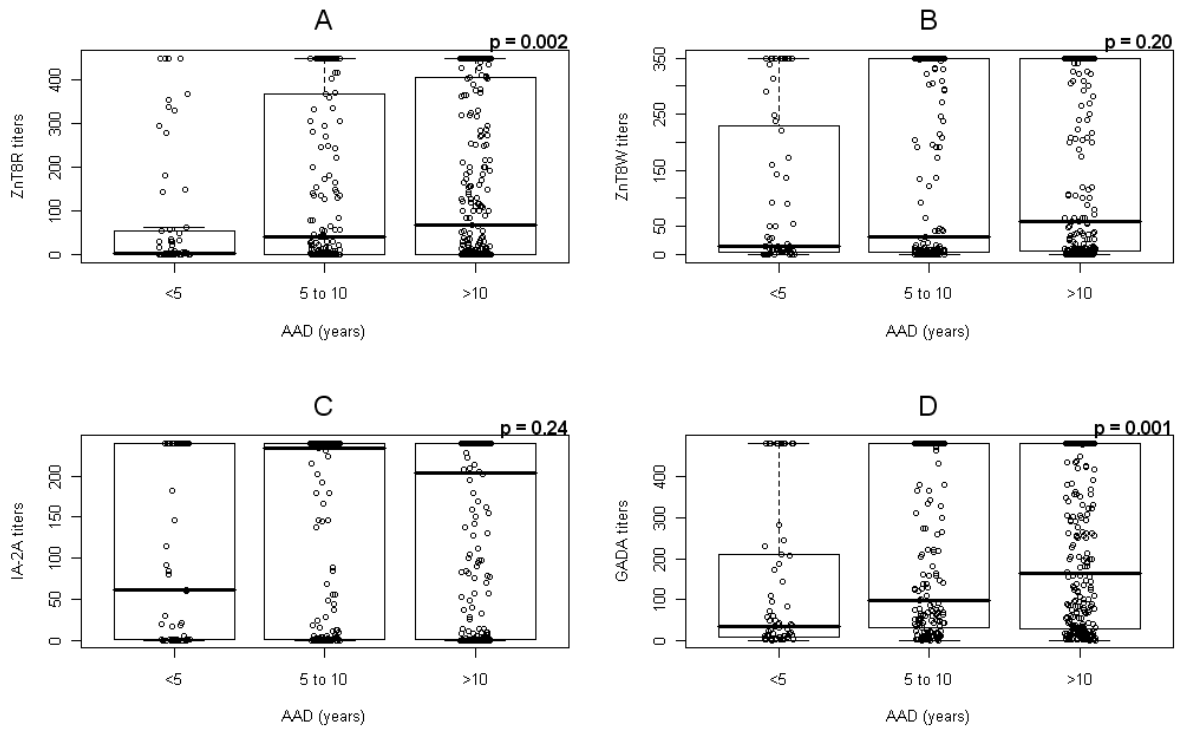 A
p = 0.002
ZnT8R titers
400
300
200
100
0
<5
5 to 10
>10
AAD (years)
B
p = 0.20
ZnT8W titers
350
250
150
50
0
<5
5 to 10
>10
AAD (years)
C
p = 0.24
IA-2A titers
200
150
100
50
0
<5
5 to 10
>10
AAD (years)
D
p = 0.001
GADA titers
400
300
200
100
0
<5
5 to 10
>10
AAD (years)